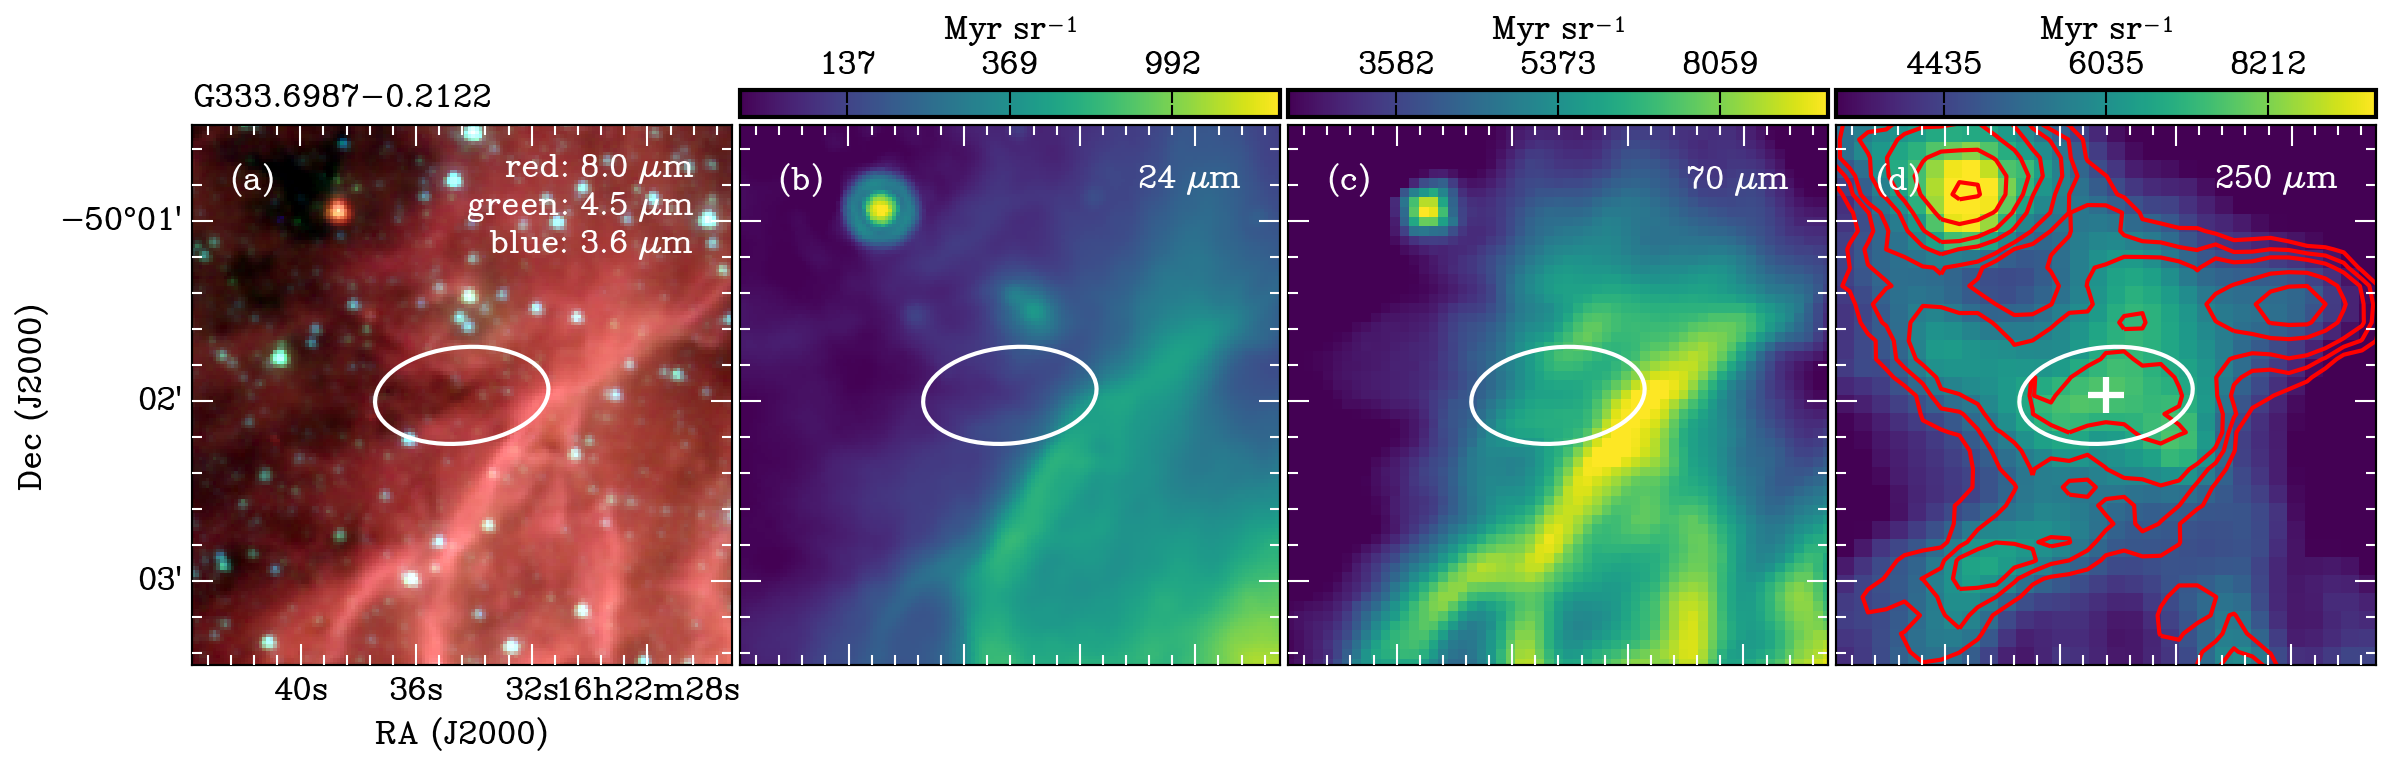 Myr sr⁻¹
137 369 992
Myr sr⁻¹
3582 5373 8059
Myr sr⁻¹
4435 6035 8212
G333.6987−0.2122
(a)
red: 8.0 μm
green: 4.5 μm
blue: 3.6 μm
(b)
24 μm
(c)
70 μm
(d)
250 μm
−50°01'
02'
03'
Dec (J2000)
40s 36s 32s 16h22m28s
RA (J2000)